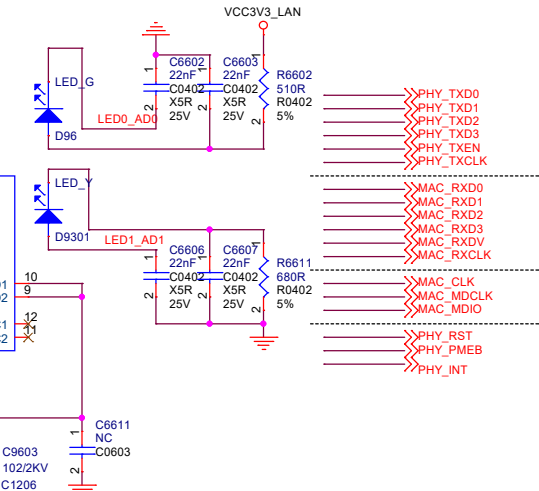 VCC3V3_LAN
LED_G
D96
LED0_AD0
1
2
C6602
22nF
C0402
X5R
25V
1
2
C6603
22nF
C0402
X5R
25V
1
2
R6602
510R
R0402
5%
LED_Y
D9301
LED1_AD1
1
2
C6606
22nF
C0402
X5R
25V
1
2
C6607
22nF
C0402
X5R
25V
1
2
R6611
680R
R0402
5%
PHY_TXD0
PHY_TXD1
PHY_TXD2
PHY_TXD3
PHY_TXEN
PHY_TXCLK
MAC_RXD0
MAC_RXD1
MAC_RXD2
MAC_RXD3
MAC_RXDV
MAC_RXCLK
MAC_CLK
MAC_MDCLK
MAC_MDIO
PHY_RST
PHY_PMEB
PHY_INT
10
9
12
11
1
2
C6611
NC
C0603
C9603
102/2KV
C1206